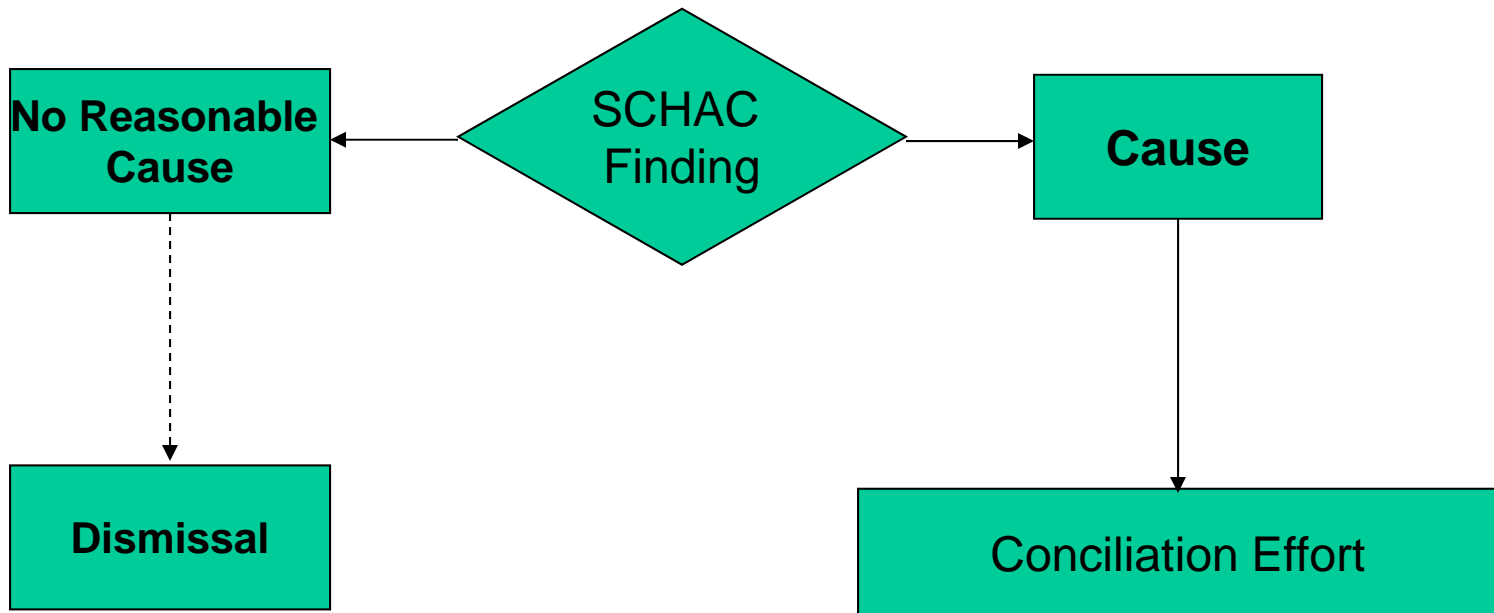 No Reasonable
Cause
SCHAC
Finding
Cause
Dismissal
Conciliation Effort